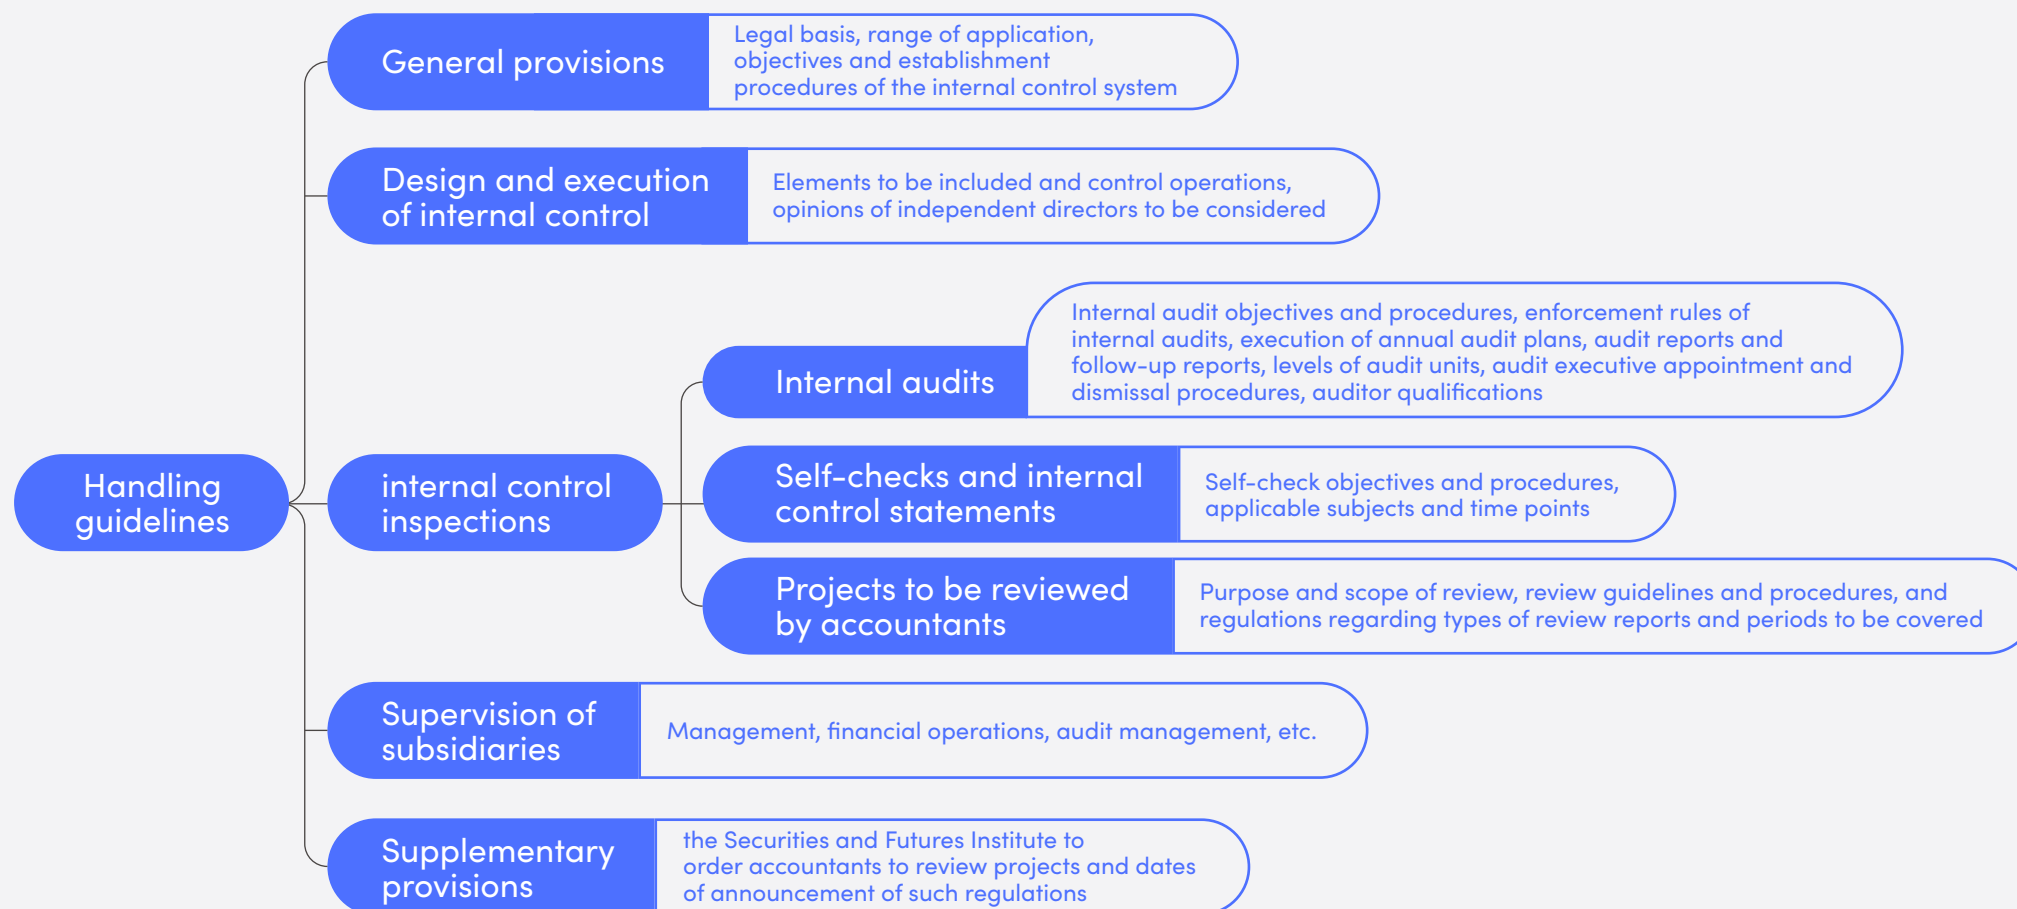 General provisions
Legal basis, range of application,
objectives and establishment
procedures of the internal control system
Design and execution
of internal control
Elements to be included and control operations,
opinions of independent directors to be considered
Handling
guidelines
internal control
inspections
Internal audits
Internal audit objectives and procedures, enforcement rules of
internal audits, execution of annual audit plans, audit reports and
follow-up reports, levels of audit units, audit executive appointment and
dismissal procedures, auditor qualifications
Self-checks and internal
control statements
Self-check objectives and procedures,
applicable subjects and time points
Projects to be reviewed
by accountants
Purpose and scope of review, review guidelines and procedures, and
regulations regarding types of review reports and periods to be covered
Supervision of
subsidiaries
Management, financial operations, audit management, etc.
Supplementary
provisions
the Securities and Futures Institute to
order accountants to review projects and dates
of announcement of such regulations